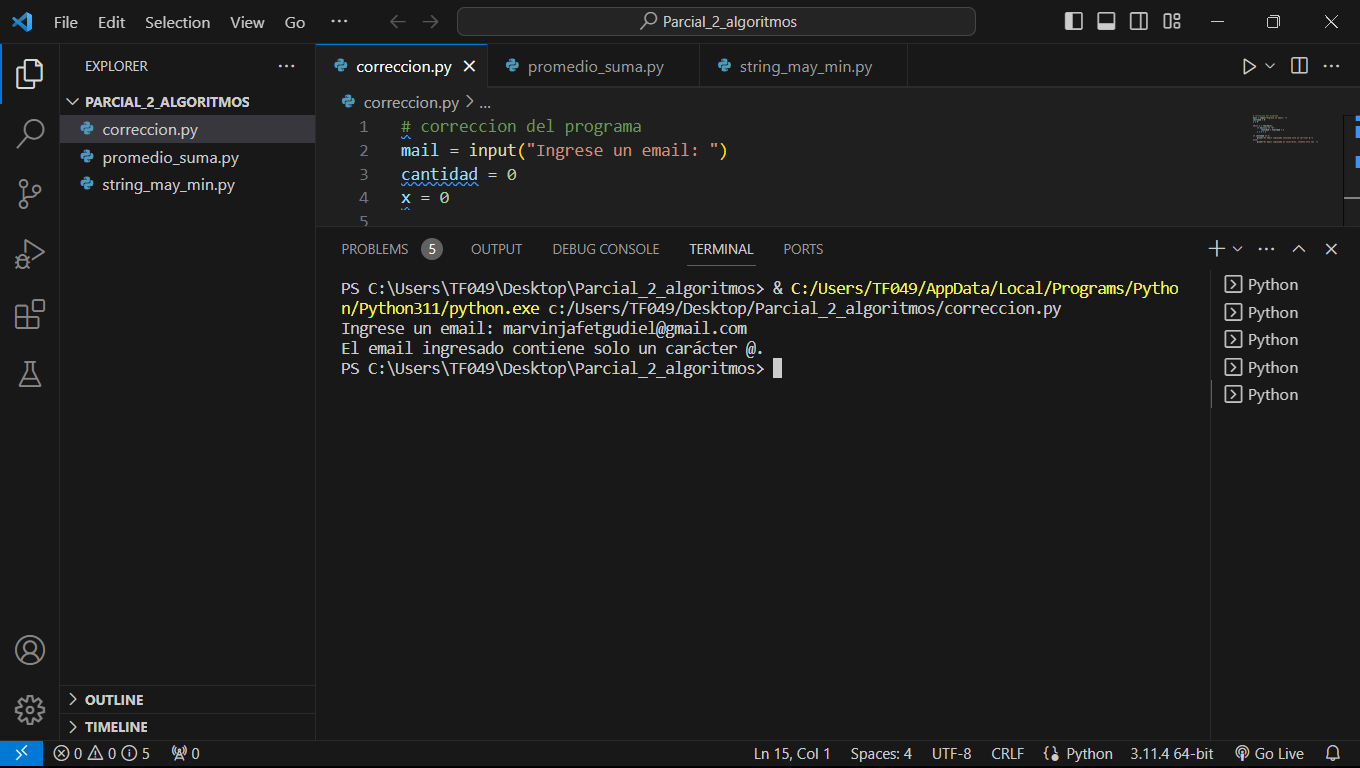 File Edit Selection View Go ··· Parcial_2_algoritmos
EXPLORER ···
PARCIAL_2_ALGORITMOS
correccion.py
promedio_suma.py
string_may_min.py
OUTLINE
TIMELINE
correccion.py promedio_suma.py string_may_min.py
correccion.py > ...
1 # correccion del programa
2 mail = input("Ingrese un email: ")
3 cantidad = 0
4 x = 0
5
PROBLEMS 5 OUTPUT DEBUG CONSOLE TERMINAL PORTS
PS C:\Users\TF049\Desktop\Parcial_2_algoritmos> & C:/Users/TF049/AppData/Local/Programs/Pytho
n/Python311/python.exe c:/Users/TF049/Desktop/Parcial_2_algoritmos/correccion.py
Ingrese un email: marvinjafetgudiel@gmail.com
El email ingresado contiene solo un carácter @.
PS C:\Users\TF049\Desktop\Parcial_2_algoritmos>
Python
Python
Python
Python
Python
0 0 5 0 Ln 15, Col 1 Spaces: 4 UTF-8 CRLF Python 3.11.4 64-bit Go Live